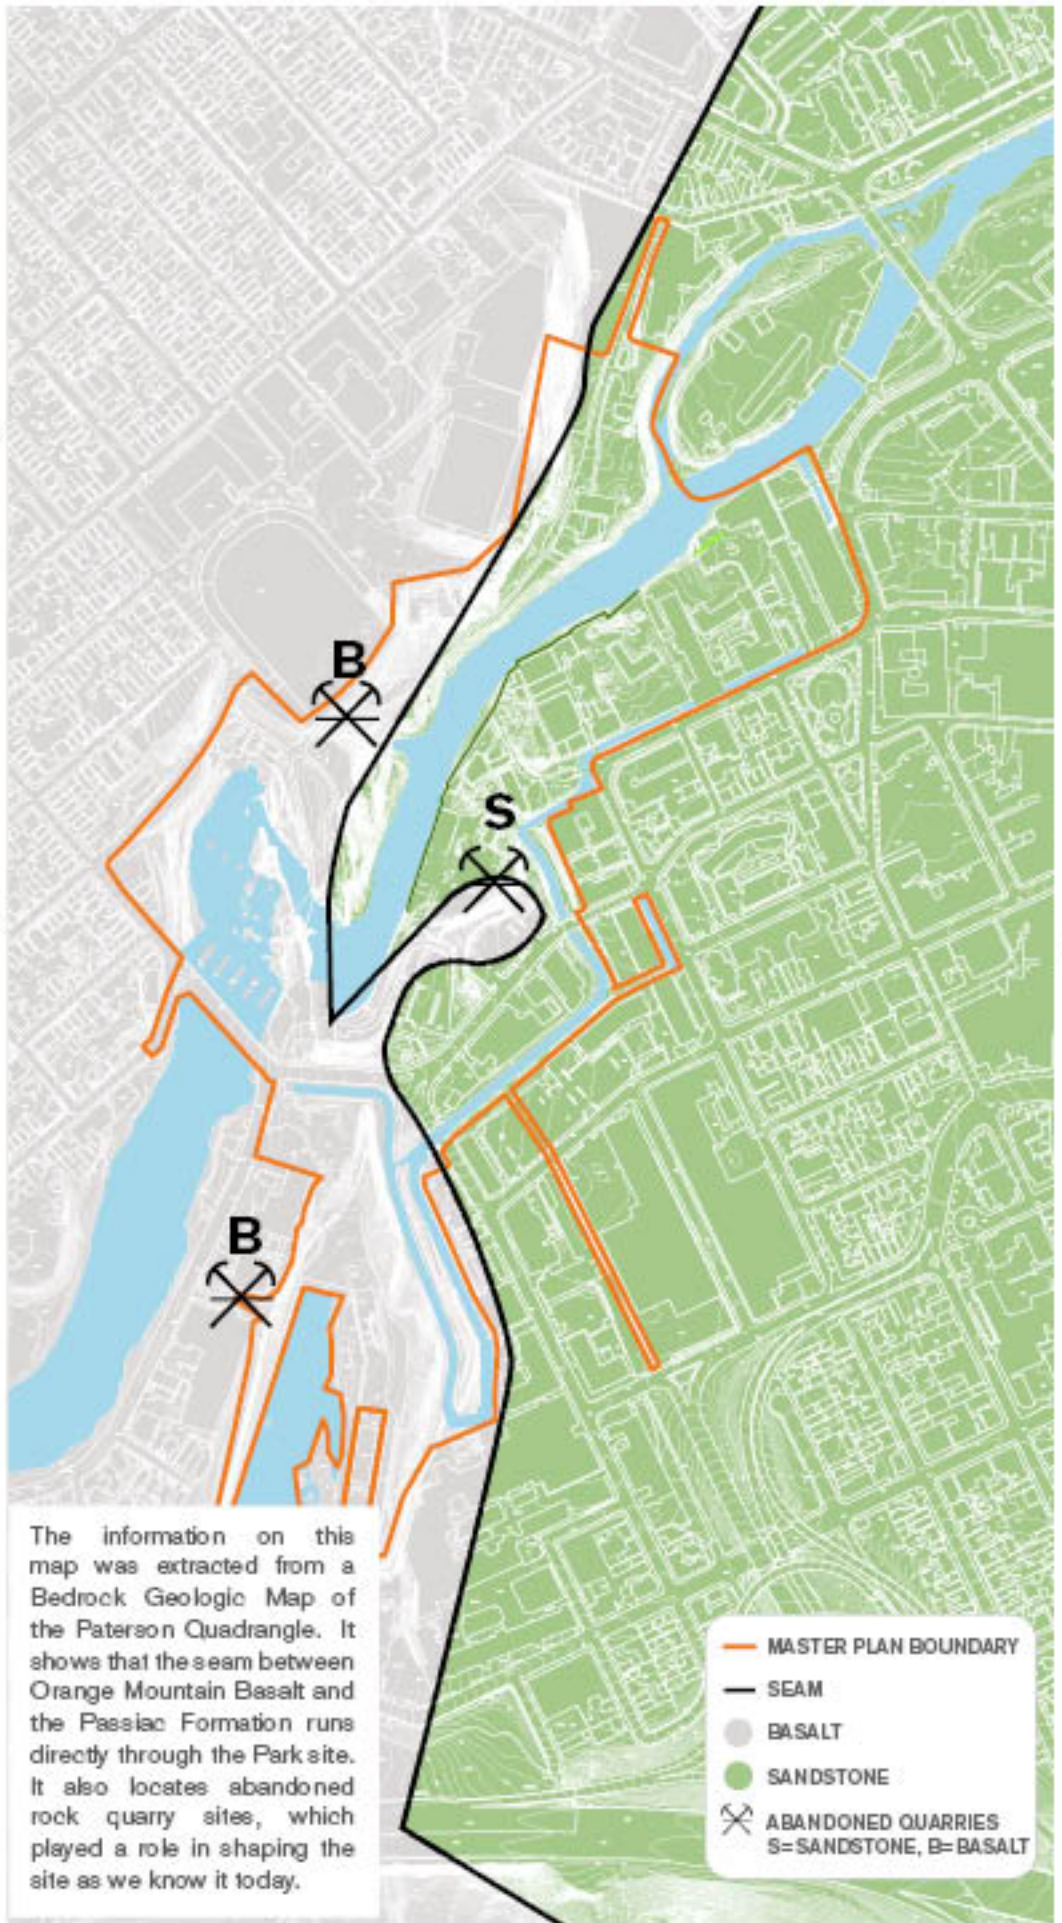 B
S
B
The information on this
map was extracted from a
Bedrock Geologic Map of
the Paterson Quadrangle. It
shows that the seam between
Orange Mountain Basalt and
the Passiac Formation runs
directly through the Park site.
It also locates abandoned
rock quarry sites, which
played a role in shaping the
site as we know it today.
MASTER PLAN BOUNDARY
SEAM
BASALT
SANDSTONE
ABANDONED QUARRIES
S=SANDSTONE, B=BASALT